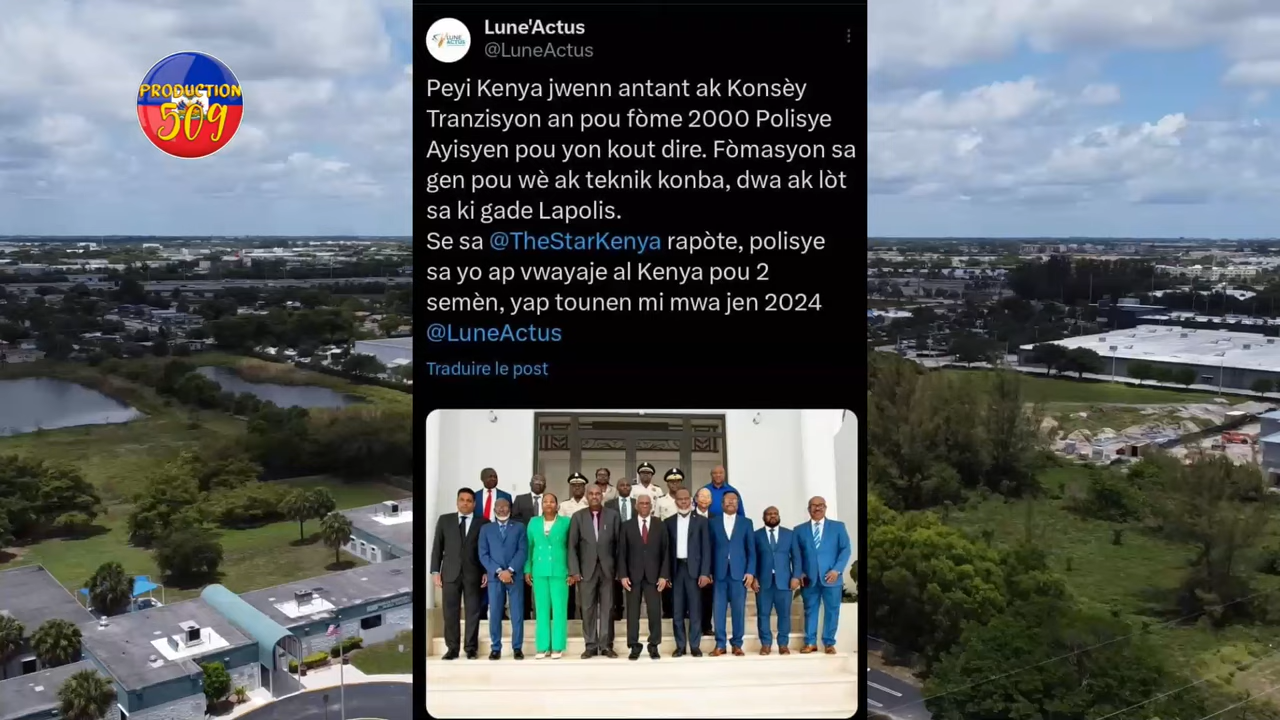 PRODUCTION
509
Lune'Actus
@LuneActus
Peyi Kenya jwenn antant ak Konsèy
Tranzisyon an pou fòme 2000 Polisye
Ayisyen pou yon kout dire. Fòmasyon sa
gen pou wè ak teknik konba, dwa ak lòt
sa ki gade Lapolis.
Se sa @TheStarKenya rapòte, polisye
sa yo ap vwayaje al Kenya pou 2
semèn, yap tounen mi mwa jen 2024
@LuneActus
Traduire le post